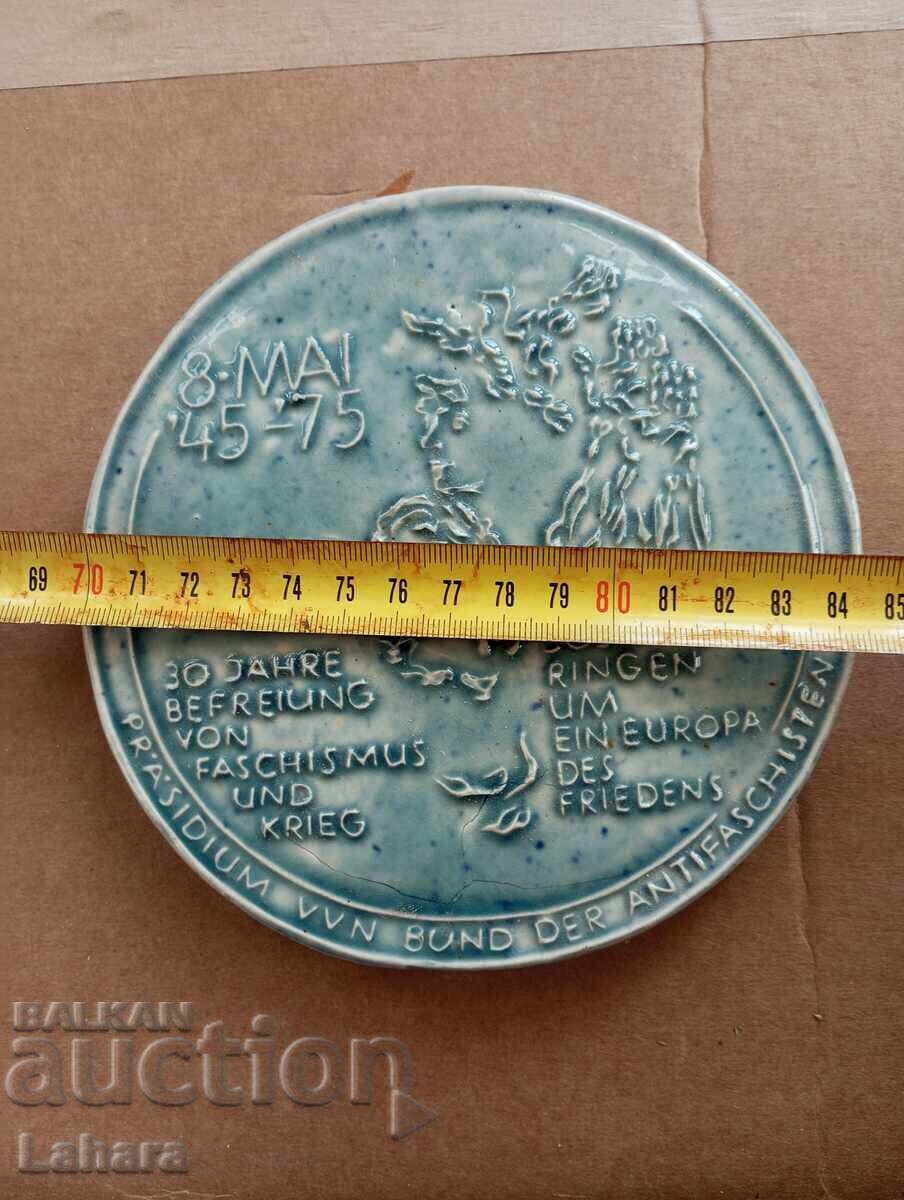 8·MAI
'45-'75
69 70 71 72 73 74 75 76 77 78 79 80 81 82 83 84 85
30 JAHRE
BEFREIUNG
VON
FASCHISMUS
UND
KRIEG
RINGEN
UM
EIN EUROPA
DES
FRIEDENS
PRÄSIDIUM VVN BUND DER ANTIFASCHISTEN
BALKAN
auction
Lahara